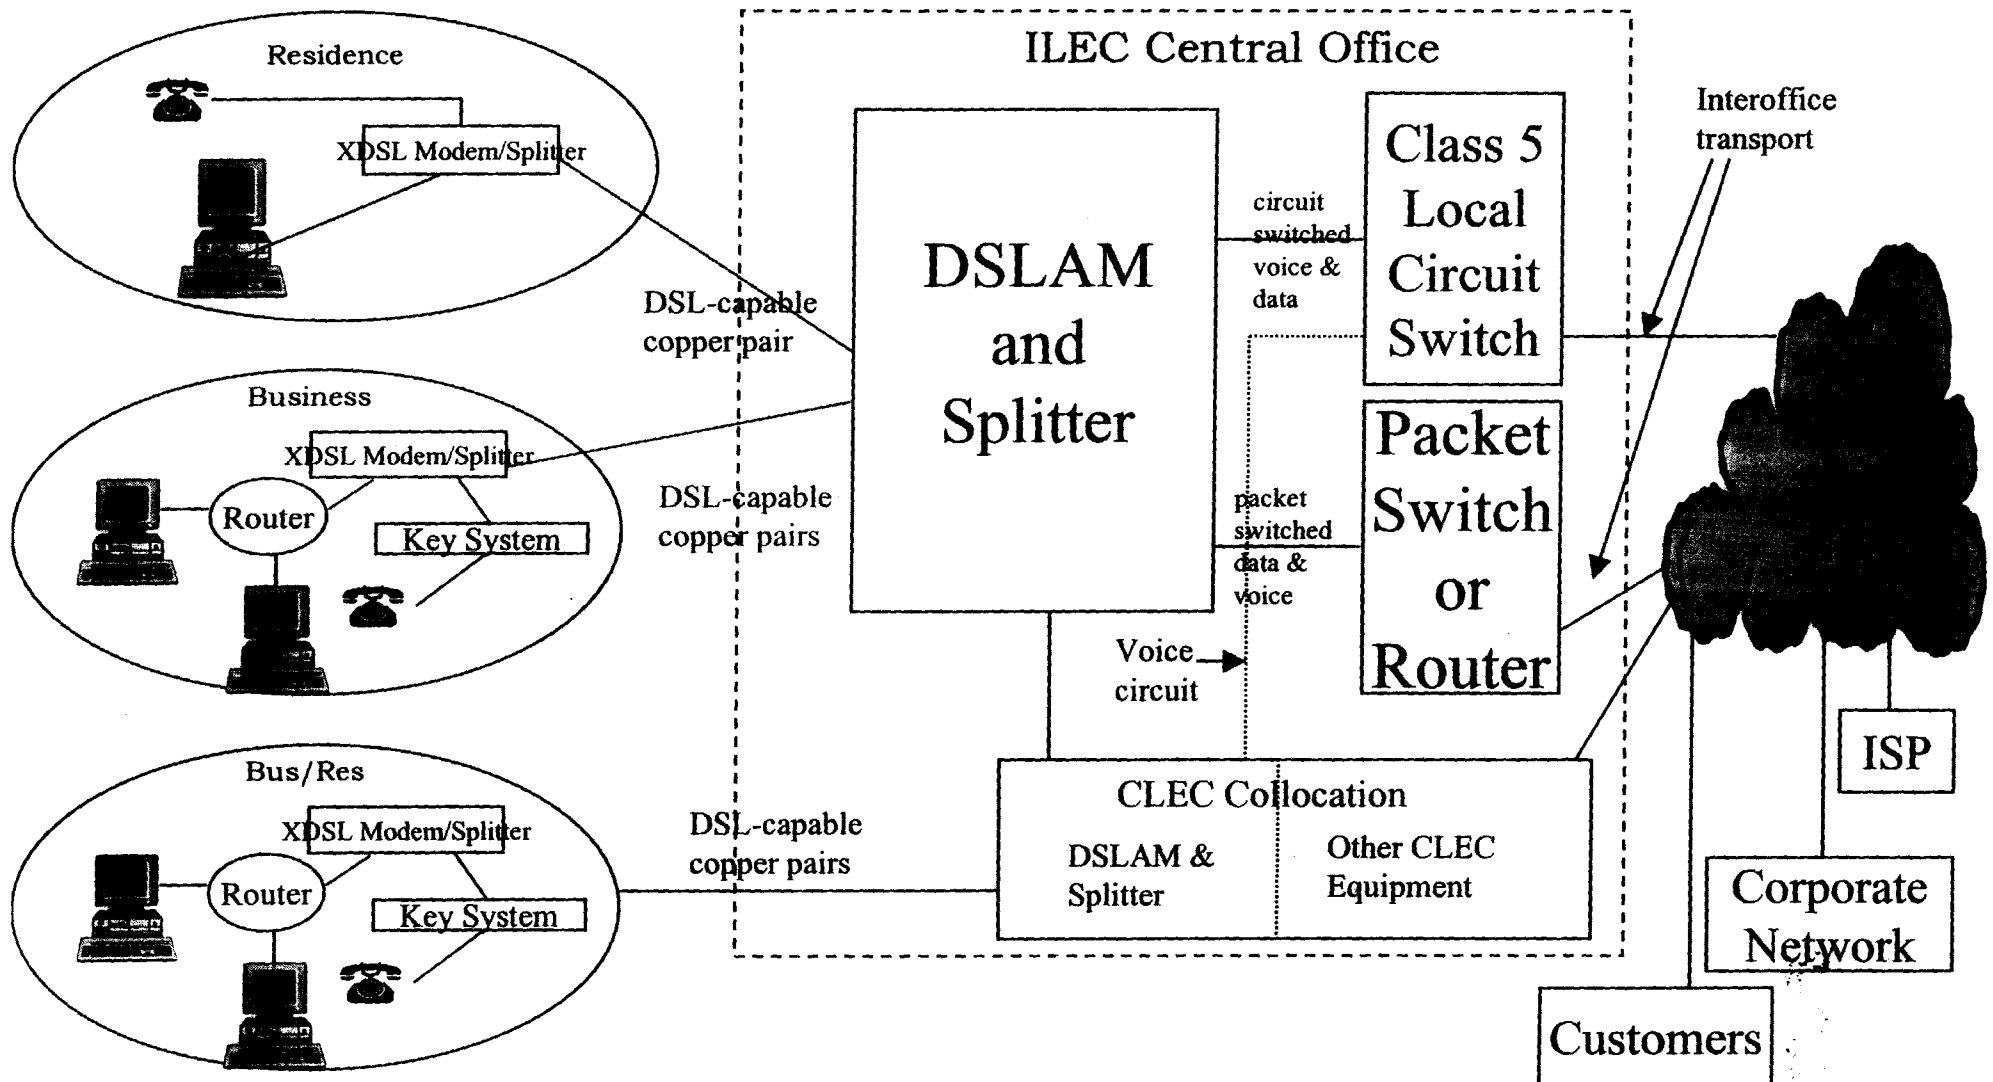 Residence
XDSL Modem/Splitter
DSL-capable
copper pair
Business
XDSL Modem/Splitter
Router
Key System
DSL-capable
copper pairs
Bus/Res
XDSL Modem/Splitter
Router
Key System
DSL-capable
copper pairs
ILEC Central Office
DSLAM
and
Splitter
circuit
switched
voice &
data
Class 5
Local
Circuit
Switch
packet
switched
data &
voice
Packet
Switch
or
Router
Voice
circuit
CLEC Collocation
DSLAM &
Splitter
Other CLEC
Equipment
Interoffice
transport
ISP
Corporate
Network
Customers